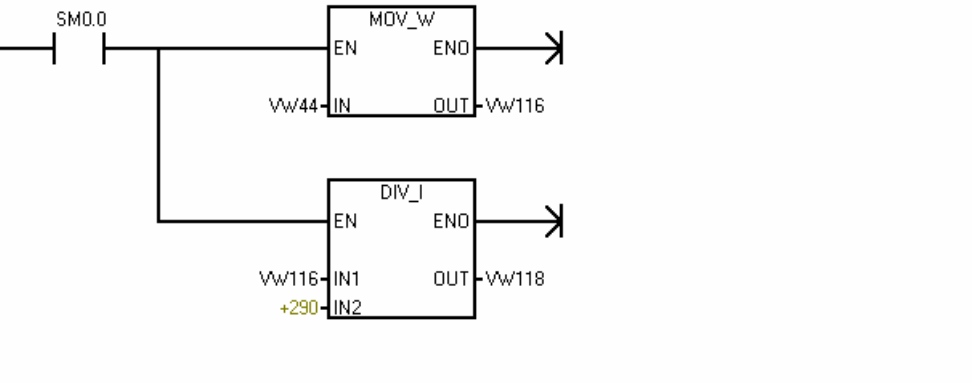 SM0.0
MOV_W
EN ENO
VW44 IN OUT VW116
DIV_I
EN ENO
VW116 IN1 OUT VW118
+290 IN2